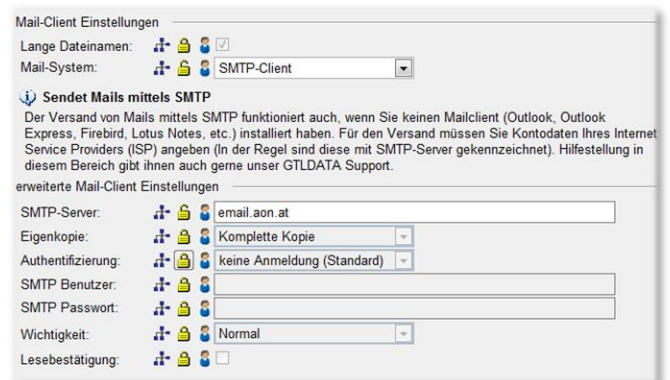 Mail-Client Einstellungen
Lange Dateinamen:
Mail-System: SMTP-Client
Sendet Mails mittels SMTP
Der Versand von Mails mittels SMTP funktioniert auch, wenn Sie keinen Mailclient (Outlook, Outlook
Express, Firebird, Lotus Notes, etc.) installiert haben. Für den Versand müssen Sie Kontodaten Ihres Internet
Service Providers (ISP) angeben (In der Regel sind diese mit SMTP-Server gekennzeichnet). Hilfestellung in
diesem Bereich gibt ihnen auch gerne unser GTLDATA Support.
erweiterte Mail-Client Einstellungen
SMTP-Server: email.aon.at
Eigenkopie: Komplette Kopie
Authentifizierung: keine Anmeldung (Standard)
SMTP Benutzer:
SMTP Passwort:
Wichtigkeit: Normal
Lesebestätigung: